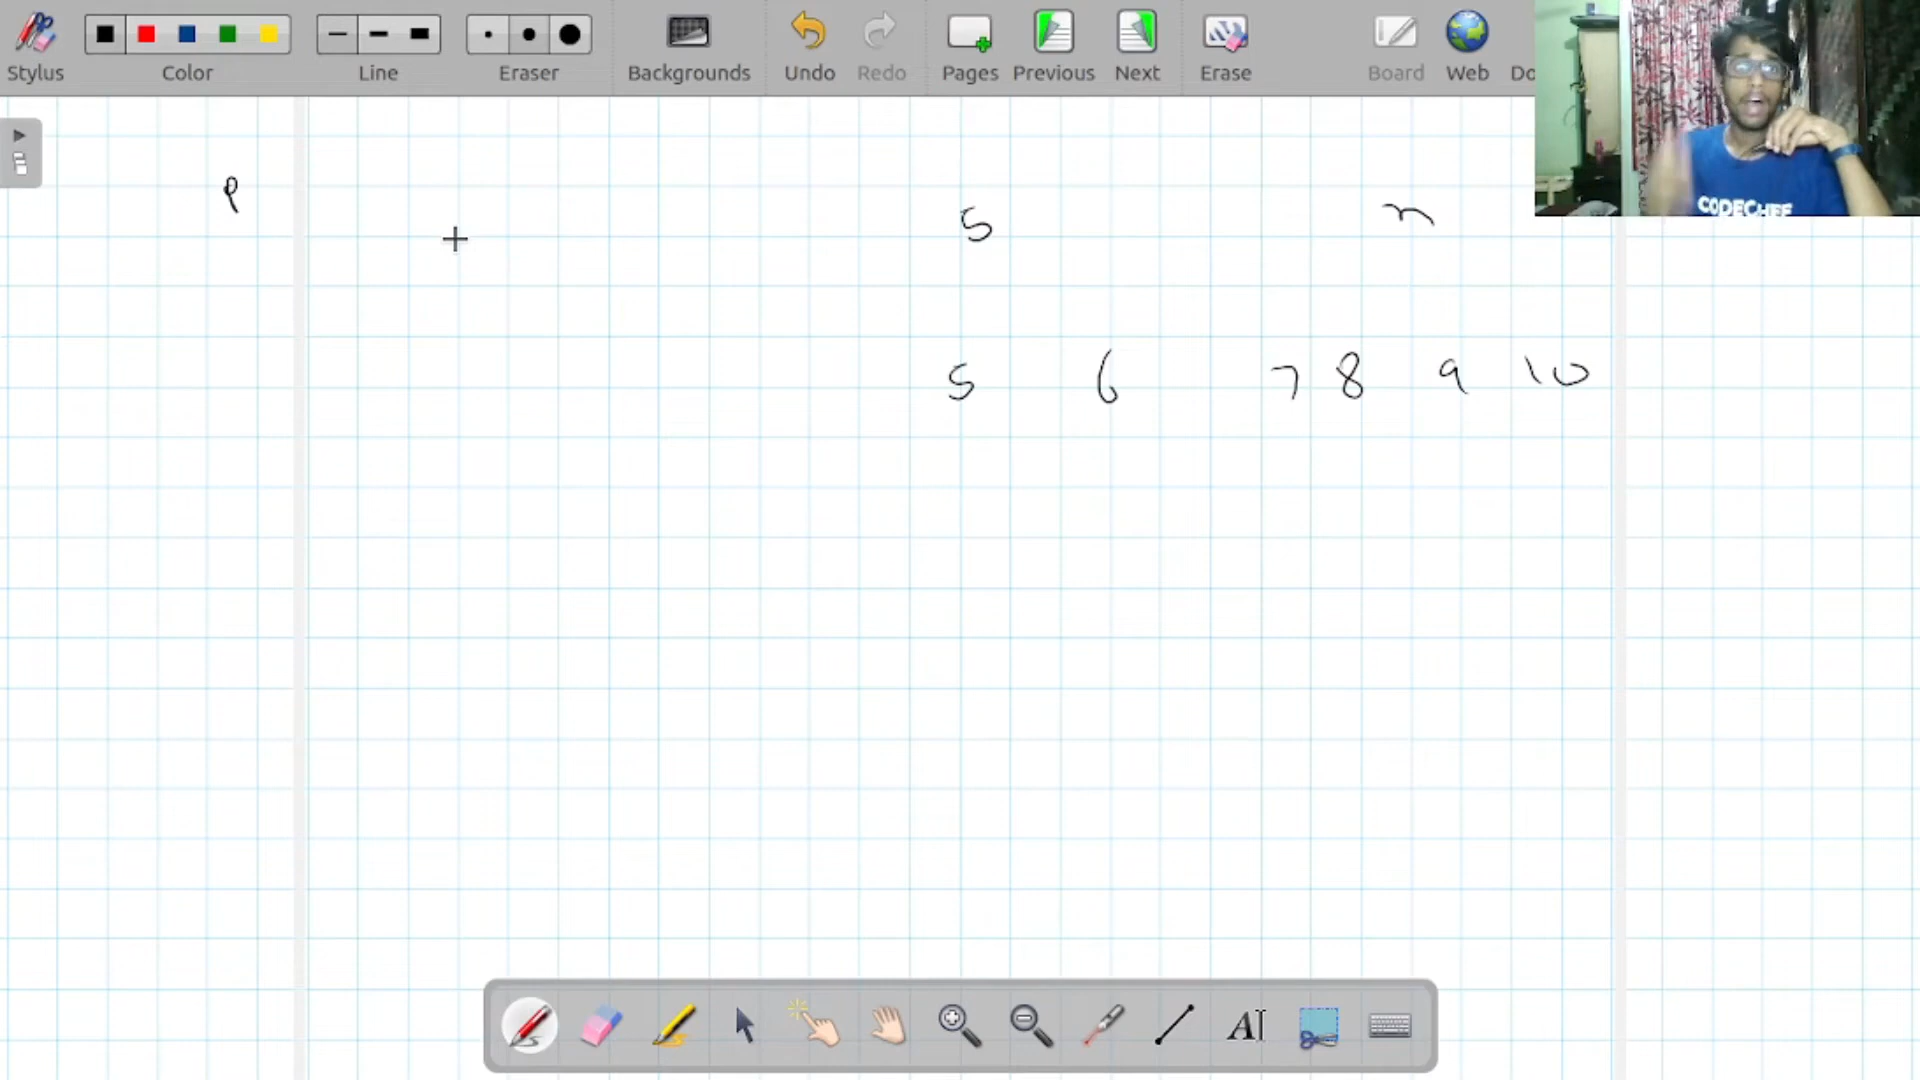 Stylus Color Line Eraser Backgrounds Undo Redo Pages Previous Next Erase Board Web Do
CODECHEF
5 n
5 6 7 8 9 10